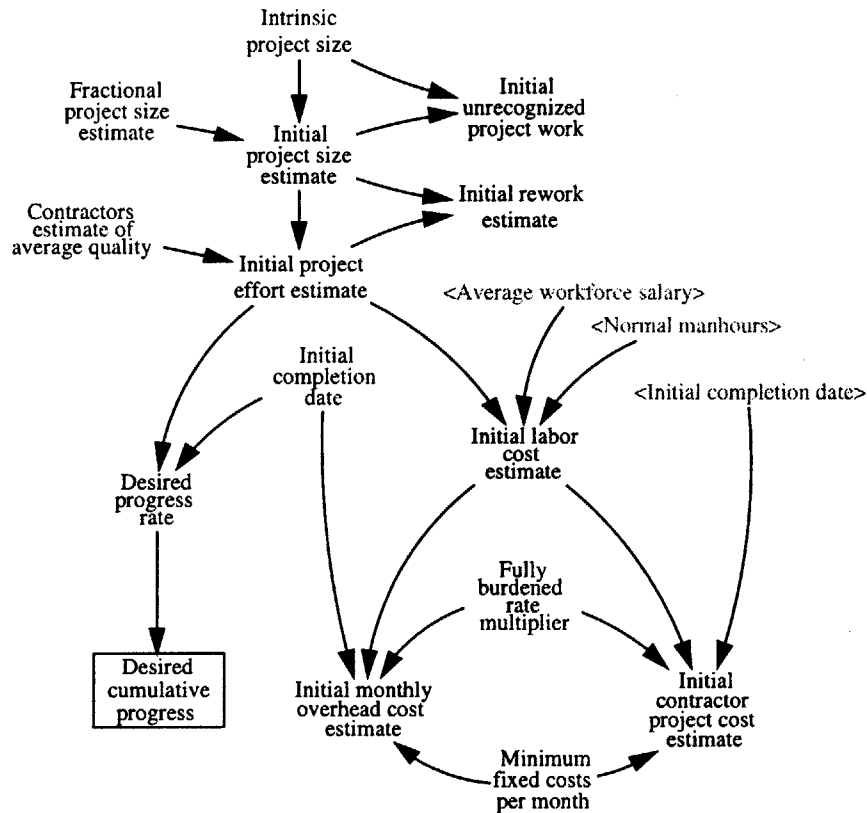 Intrinsic
project size
Fractional
project size
estimate
Initial
unrecognized
project work
Initial
project size
estimate
Initial rework
estimate
Contractors
estimate of
average quality
Initial project
effort estimate
<Average workforce salary>
<Normal manhours>
Initial
completion
date
<Initial completion date>
Initial labor
cost
estimate
Desired
progress
rate
Fully
burdened
rate
multiplier
Desired
cumulative
progress
Initial monthly
overhead cost
estimate
Initial
contractor
project cost
estimate
Minimum
fixed costs
per month